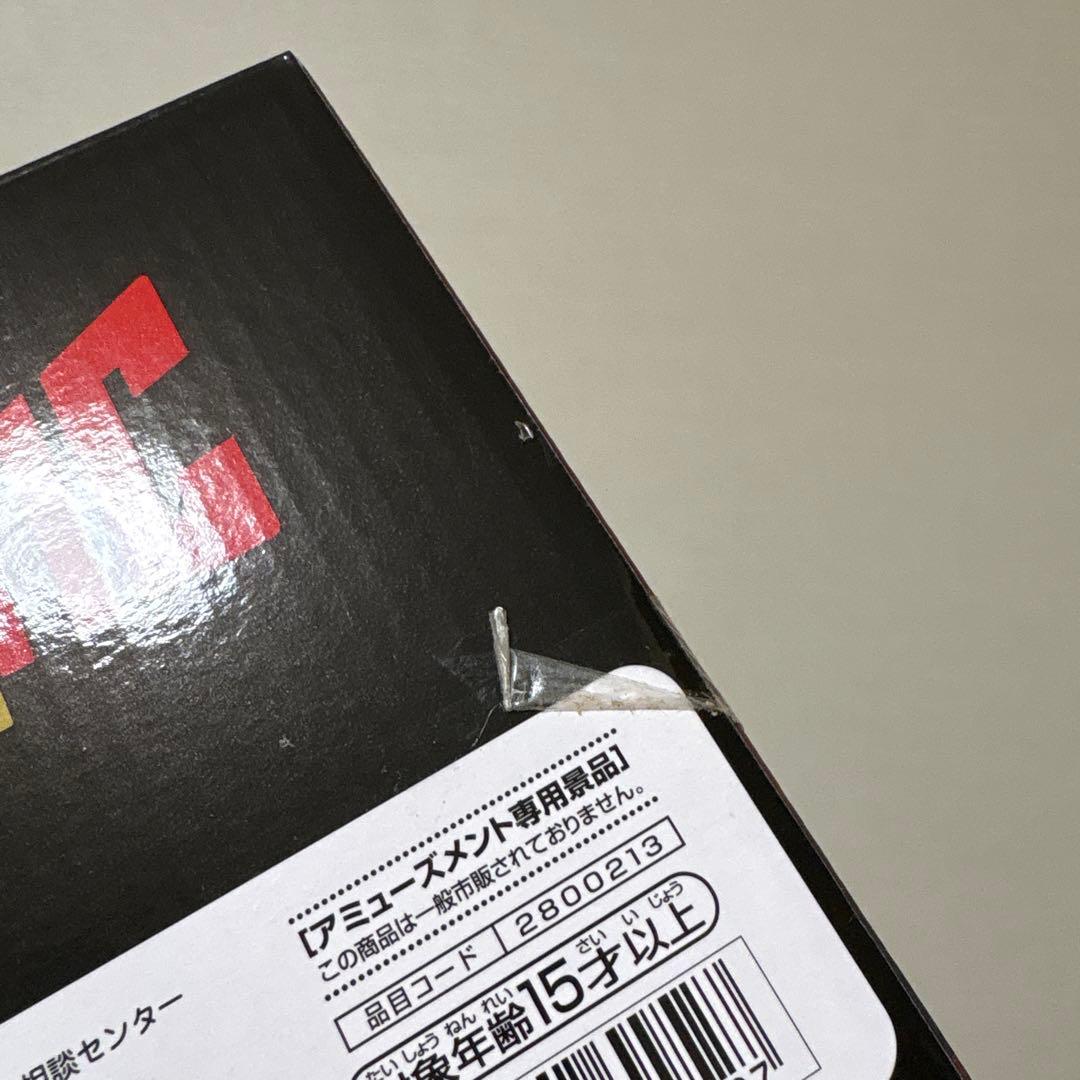 [アミューズメント専用景品]
この商品は一般市販されておりません。
品目コード 2800213
たいしょうねんれい さい いじょう
対象年齢15才以上
相談センター